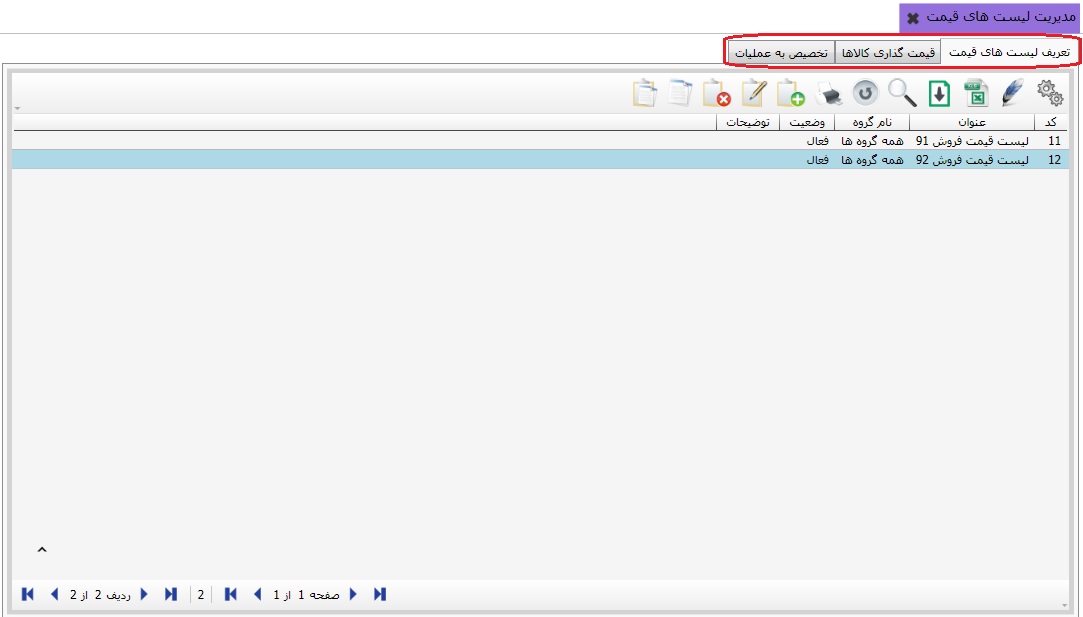 مدیریت لیست های قیمت
تعریف لیست های قیمت قیمت گذاری کالاها تخصیص به عملیات
کد عنوان نام گروه وضعیت توضیحات
11 لیست قیمت فروش 91 همه گروه ها فعال
12 لیست قیمت فروش 92 همه گروه ها فعال
صفحه 1 از 1 2 ردیف 2 از 2